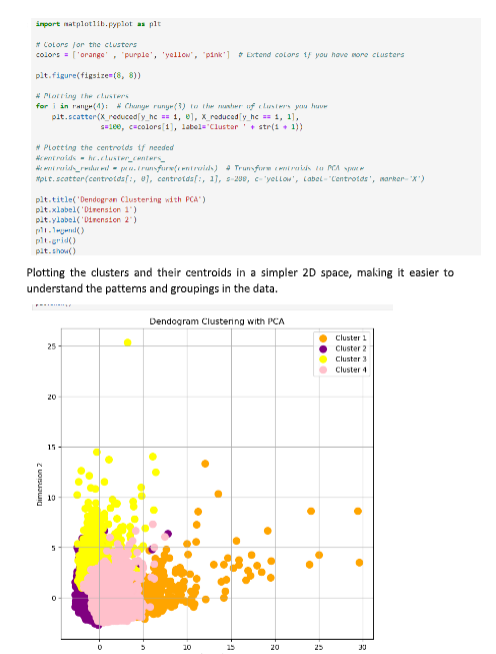 import matplotlib.pyplot as plt
# Colors for the clusters
colors = ['orange' , 'purple', 'yellow', 'pink'] # Extend colors if you have more clusters
plt.figure(figsize=(8, 8))
# Plotting the clusters
for i in range(4): # Change range(3) to the number of clusters you have
plt.scatter(X_reduced[y_hc == i, 0], X_reduced[y_hc == i, 1],
s=100, c=colors[i], label='Cluster ' + str(i + 1))
# Plotting the centroids if needed
#centroids = hc.cluster_centers_
#centroids_reduced = pca.transform(centroids) # Transform centroids to PCA space
#plt.scatter(centroids[:, 0], centroids[:, 1], s=200, c='yellow', label='Centroids', marker='X')
plt.title('Dendogram Clustering with PCA')
plt.xlabel('Dimension 1')
plt.ylabel('Dimension 2')
plt.legend()
plt.grid()
plt.show()
Plotting the clusters and their centroids in a simpler 2D space, making it easier to
understand the patterns and groupings in the data.
Dendogram Clustering with PCA
Cluster 1
Cluster 2
Cluster 3
Cluster 4
Dimension 2
25
20
15
10
5
0
0 5 10 15 20 25 30